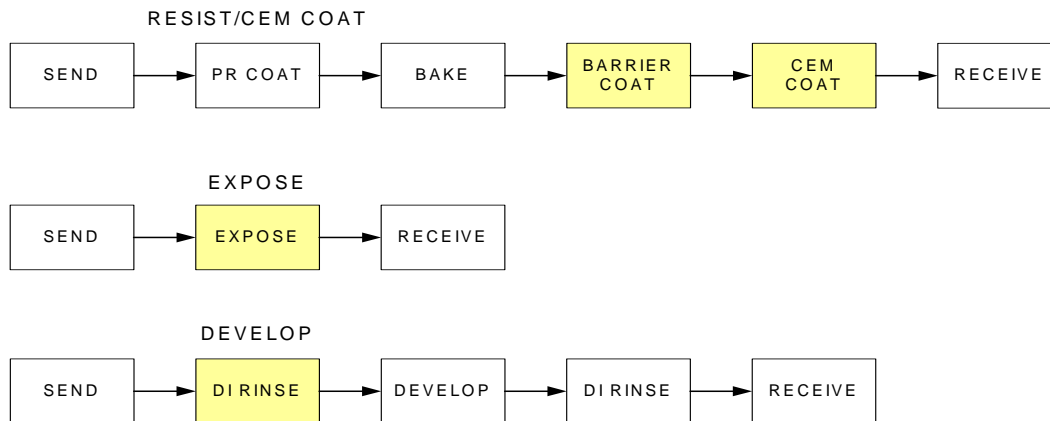 RESIST/CEM COAT
SEND PR COAT BAKE BARRIER COAT CEM COAT RECEIVE
EXPOSE
SEND EXPOSE RECEIVE
DEVELOP
SEND DI RINSE DEVELOP DI RINSE RECEIVE